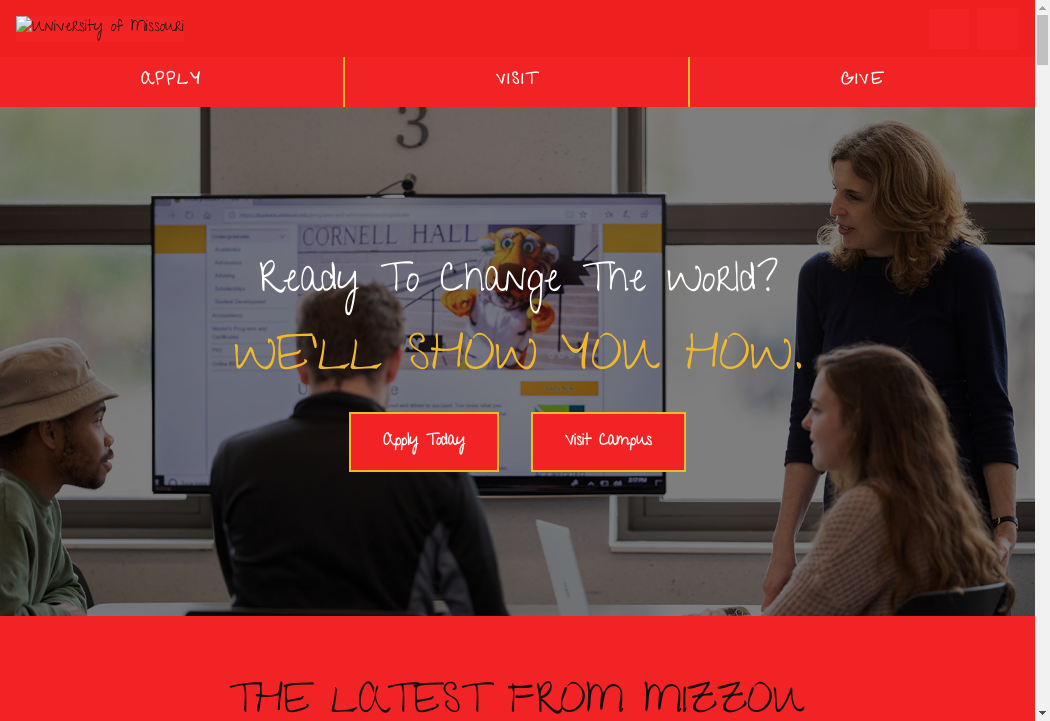 University of Missouri
APPLY
VISIT
GIVE
3
CORNELL HALL
Ready To Change The World?
WE'LL SHOW YOU HOW.
Apply Today
Visit Campus
THE LATEST FROM MIZZOU